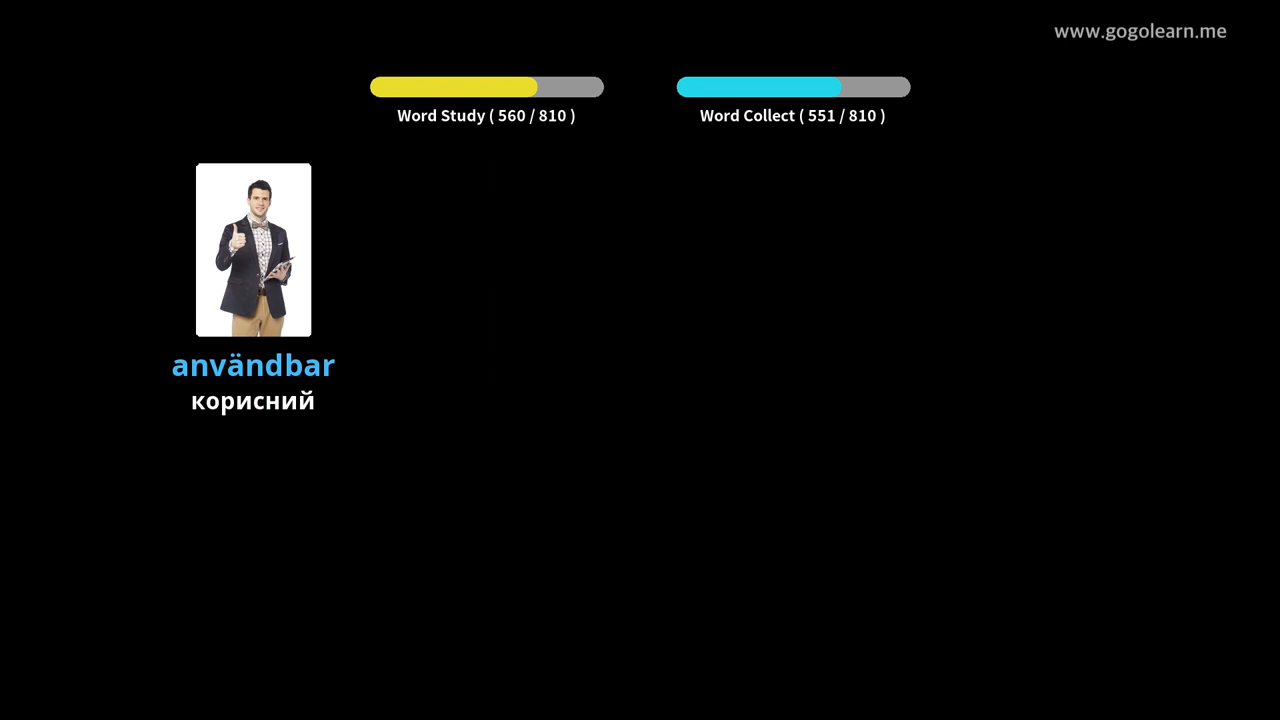 www.gogolearn.me
Word Study ( 560 / 810 )
Word Collect ( 551 / 810 )
användbar
корисний